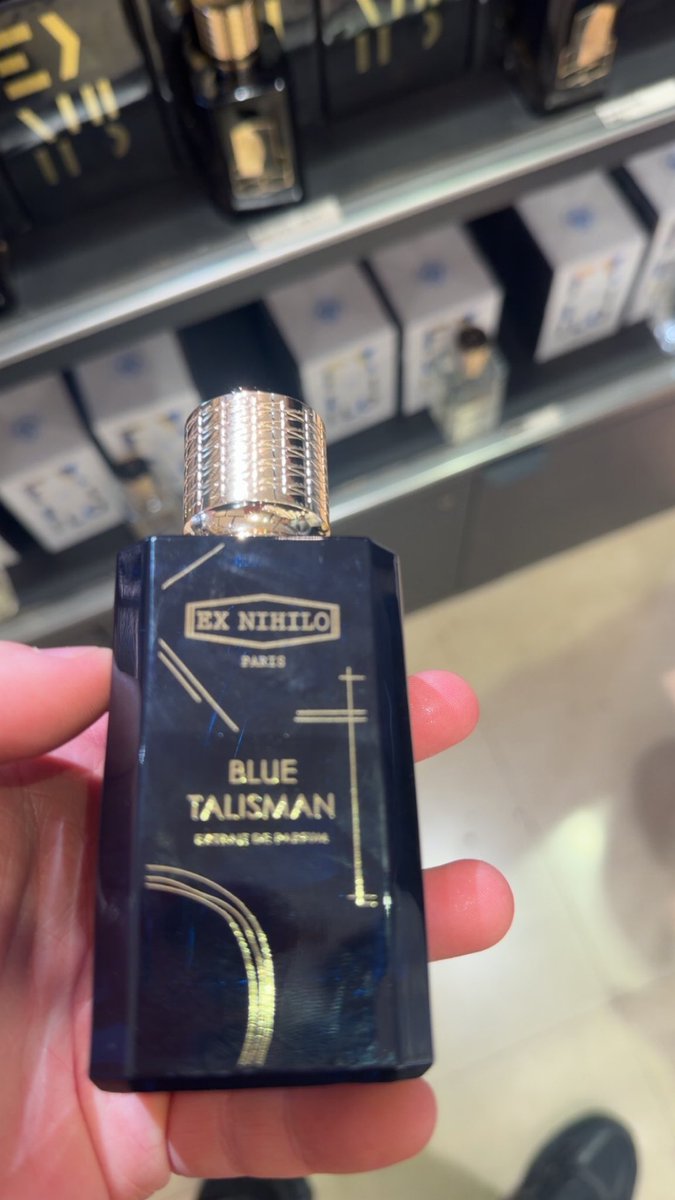 EX NIHILO
PARIS
BLUE
TALISMAN
EXTRAIT DE PARFUM